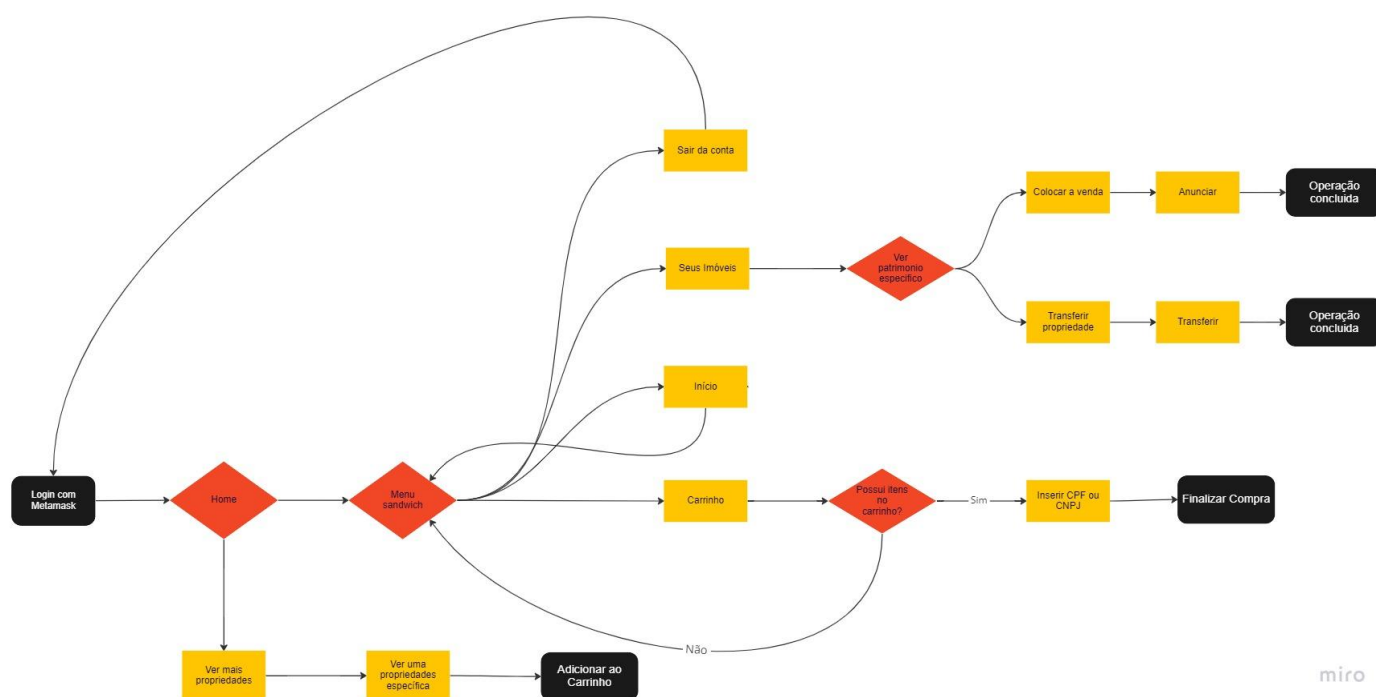 Sair da conta
Colocar a venda
Anunciar
Operação
concluída
Seus Imóveis
Ver
patrimonio
específico
Transferir
propriedade
Transferir
Operação
concluída
Início
Login com
Metamask
Home
Menu
sandwich
Carrinho
Possui itens
no
carrinho?
Sim
Inserir CPF ou
CNPJ
Finalizar Compra
Não
Ver mais
propriedades
Ver uma
propriedades
específica
Adicionar ao
Carrinho
miro